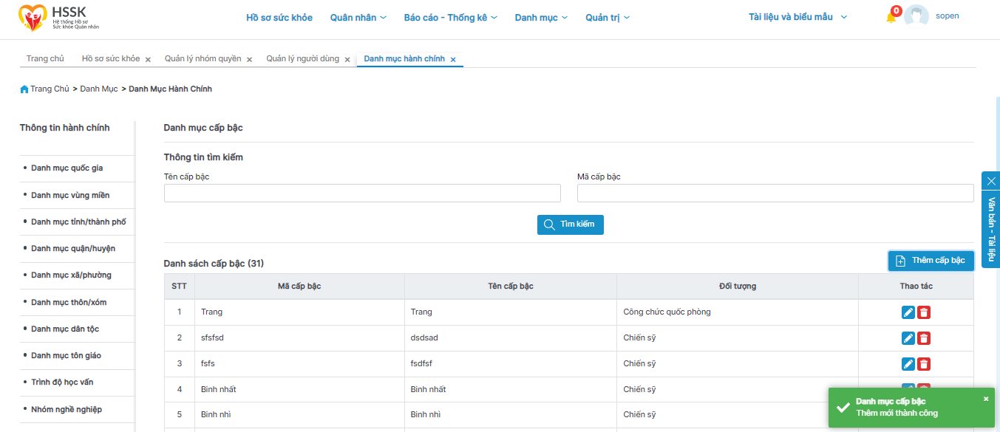 HSSK
Hệ thống Hồ sơ
Sức khỏe Quân nhân
Hồ sơ sức khỏe
Quân nhân
Báo cáo - Thống kê
Danh mục
Quản trị
Tài liệu và biểu mẫu
0
sopen
Trang chủ
Hồ sơ sức khỏe
Quản lý nhóm quyền
Quản lý người dùng
Danh mục hành chính
Trang Chủ > Danh Mục > Danh Mục Hành Chính
Thông tin hành chính
Danh mục quốc gia
Danh mục vùng miền
Danh mục tỉnh/thành phố
Danh mục quận/huyện
Danh mục xã/phường
Danh mục thôn/xóm
Danh mục dân tộc
Danh mục tôn giáo
Trình độ học vấn
Nhóm nghề nghiệp
Danh mục cấp bậc
Thông tin tìm kiếm
Tên cấp bậc
Mã cấp bậc
Tìm kiếm
Danh sách cấp bậc (31)
Thêm cấp bậc
STT Mã cấp bậc Tên cấp bậc Đối tượng Thao tác
1 Trang Trang Công chức quốc phòng
2 sfsfsd dsdsad Chiến sỹ
3 fsfs fsdfsf Chiến sỹ
4 Binh nhất Binh nhất Chiến sỹ
5 Binh nhì Binh nhì Chiến sỹ
Văn bản - Tài liệu
Danh mục cấp bậc
Thêm mới thành công